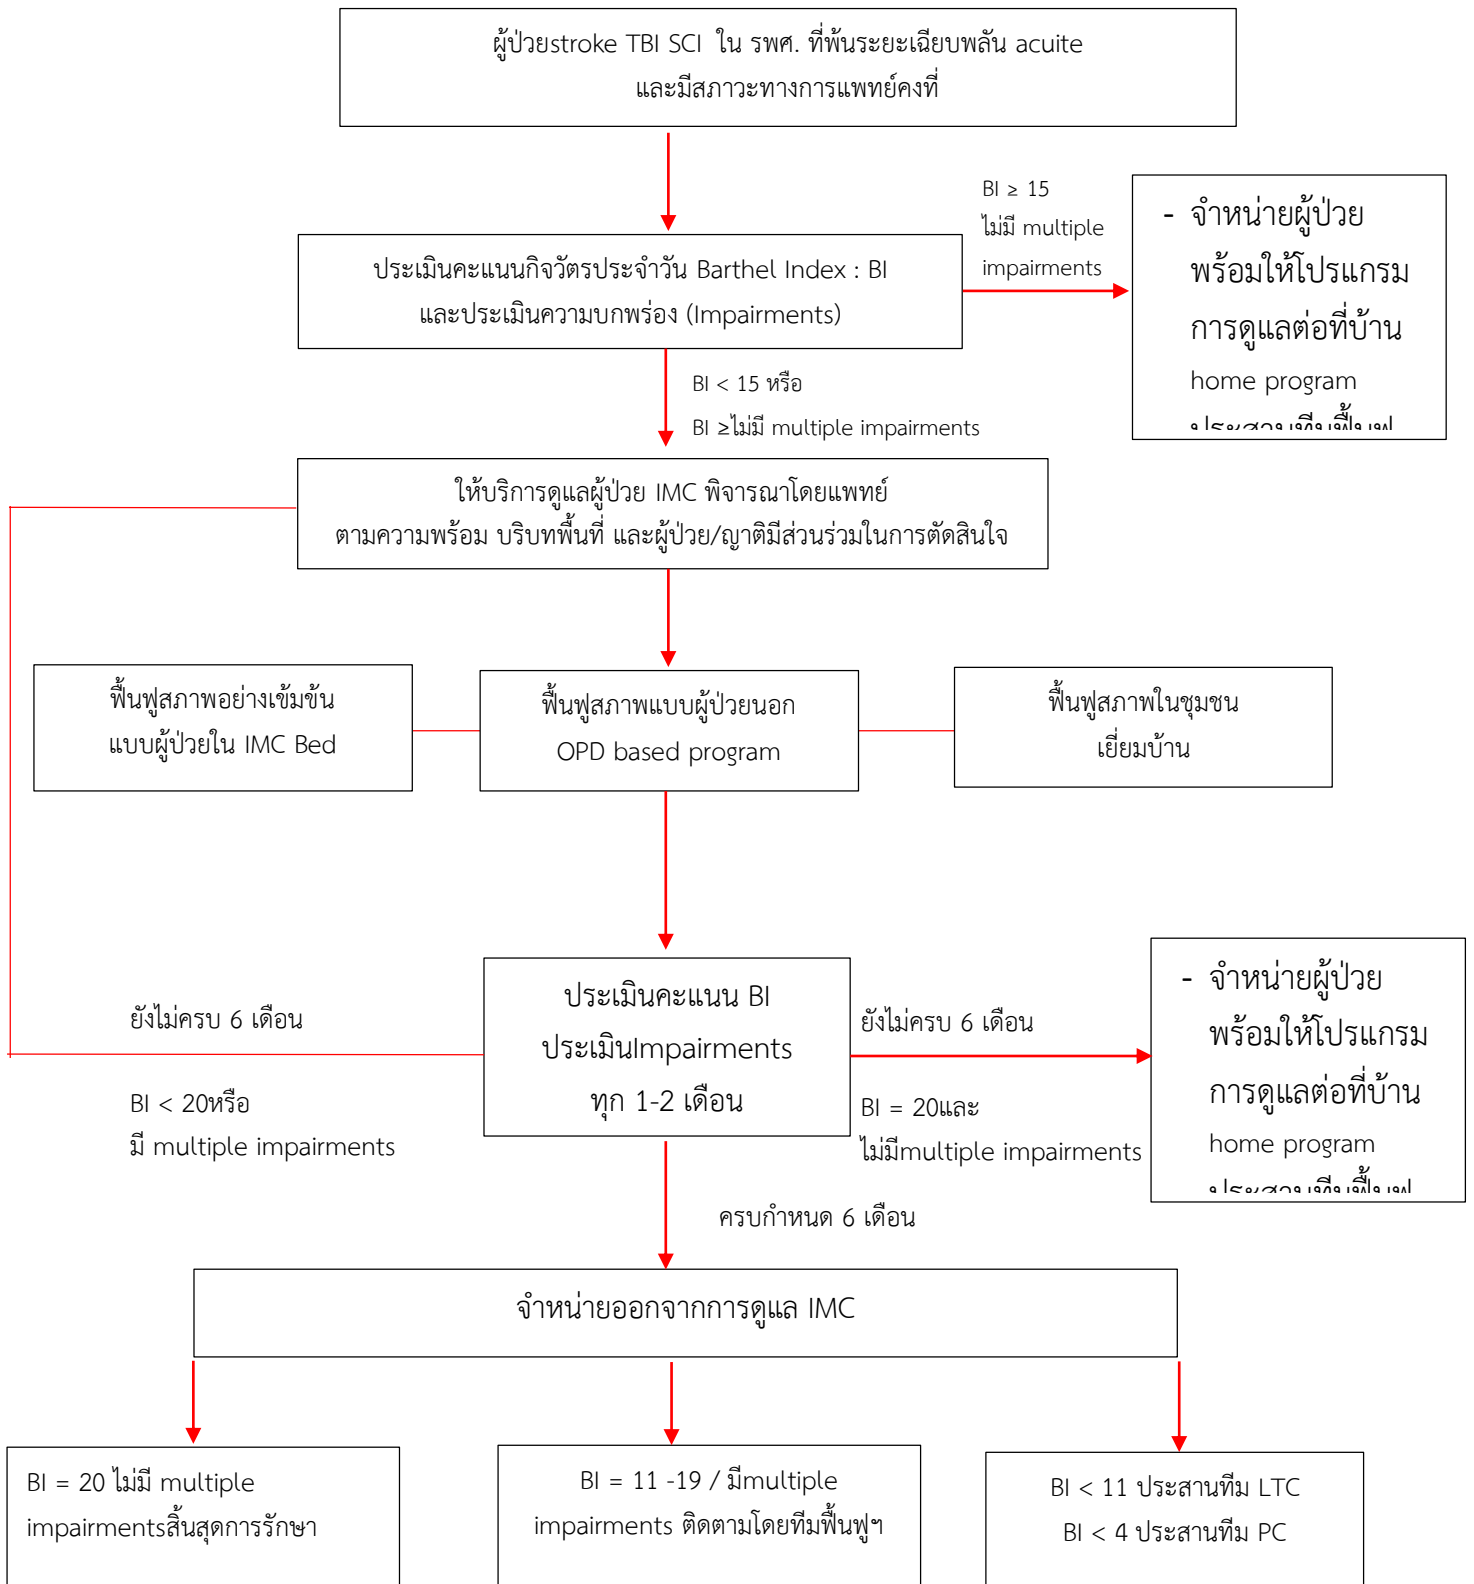 ผู้ป่วยstroke TBI SCI ใน รพศ. ที่พ้นระยะเฉียบพลัน acuite
และมีสภาวะทางการแพทย์คงที่
BI ≥ 15
ไม่มี multiple
impairments
- จำหน่ายผู้ป่วย
พร้อมให้โปรแกรม
การดูแลต่อที่บ้าน
home program
ประเมินคะแนนกิจวัตรประจำวัน Barthel Index : BI
และประเมินความบกพร่อง (Impairments)
BI < 15 หรือ
BI ≥ไม่มี multiple impairments
ให้บริการดูแลผู้ป่วย IMC พิจารณาโดยแพทย์
ตามความพร้อม บริบทพื้นที่ และผู้ป่วย/ญาติมีส่วนร่วมในการตัดสินใจ
ฟื้นฟูสภาพอย่างเข้มข้น
แบบผู้ป่วยใน IMC Bed
ฟื้นฟูสภาพแบบผู้ป่วยนอก
OPD based program
ฟื้นฟูสภาพในชุมชน
เยี่ยมบ้าน
ยังไม่ครบ 6 เดือน
BI < 20หรือ
มี multiple impairments
ประเมินคะแนน BI
ประเมินImpairments
ทุก 1-2 เดือน
ยังไม่ครบ 6 เดือน
BI = 20และ
ไม่มีmultiple impairments
- จำหน่ายผู้ป่วย
พร้อมให้โปรแกรม
การดูแลต่อที่บ้าน
home program
ครบกำหนด 6 เดือน
จำหน่ายออกจากการดูแล IMC
BI = 20 ไม่มี multiple
impairmentsสิ้นสุดการรักษา
BI = 11 -19 / มีmultiple
impairments ติดตามโดยทีมฟื้นฟูฯ
BI < 11 ประสานทีม LTC
BI < 4 ประสานทีม PC